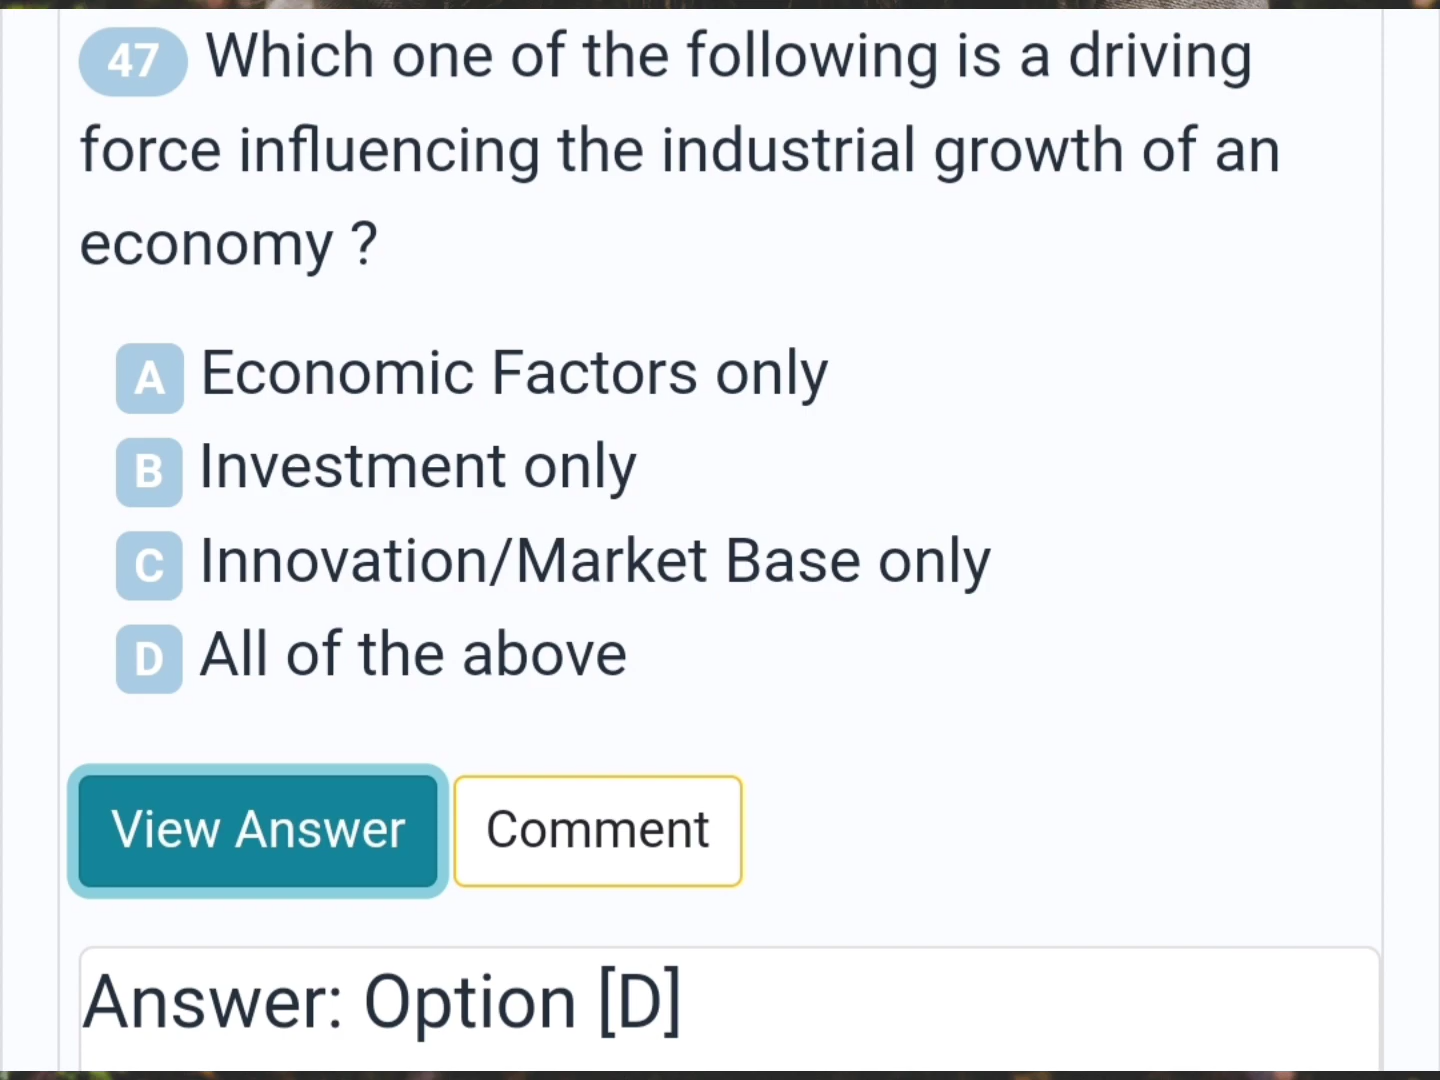 47 Which one of the following is a driving
force influencing the industrial growth of an
economy ?
A Economic Factors only
B Investment only
C Innovation/Market Base only
D All of the above
View Answer Comment
Answer: Option [D]